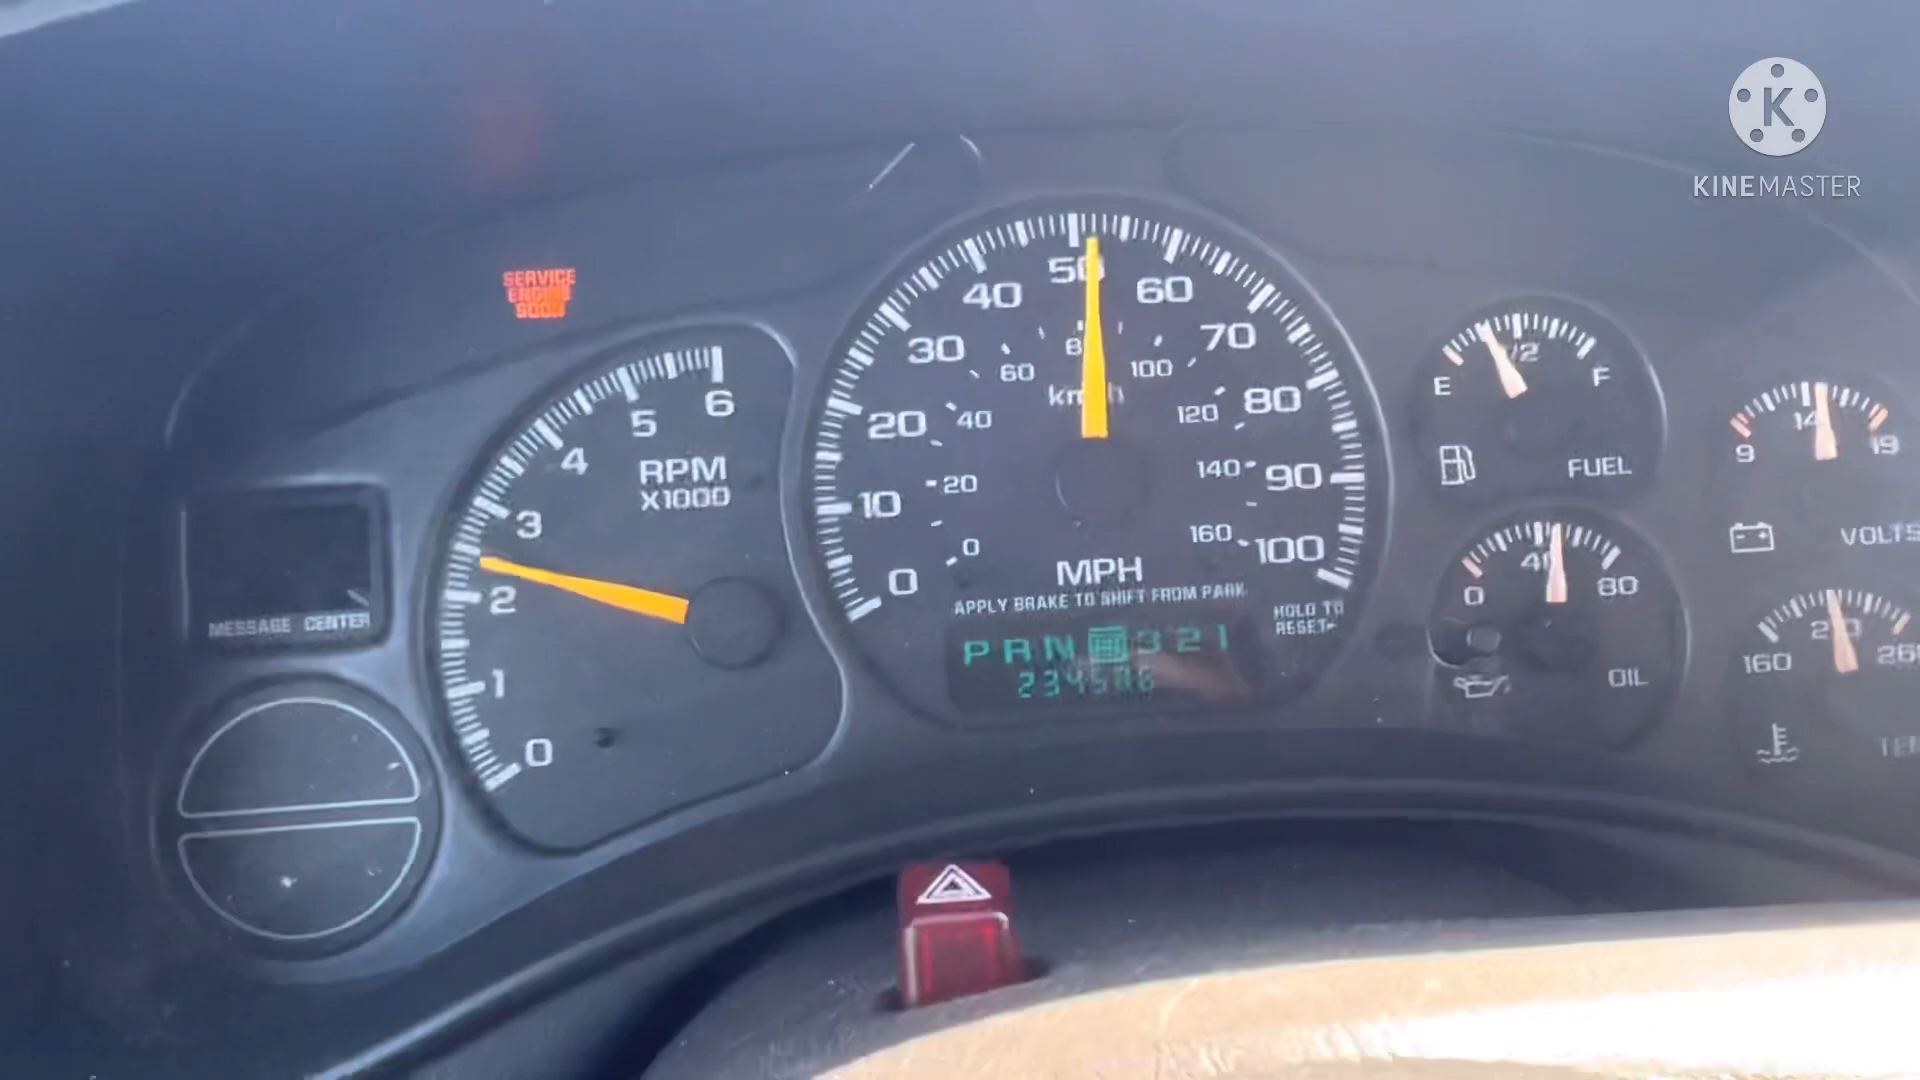 K
KINEMASTER
SERVICE
ENGINE
SOON
6
5
4
3
2
1
0
RPM
X1000
MESSAGE CENTER
0
10
20
30
40
50
60
70
80
90
100
0
20
40
60
100
120
140
160
MPH
APPLY BRAKE TO SHIFT FROM PARK
HOLD TO
RESET
P R N 3 2 1
E F
FUEL
9 14 19
VOLTS
0 80
OIL
160